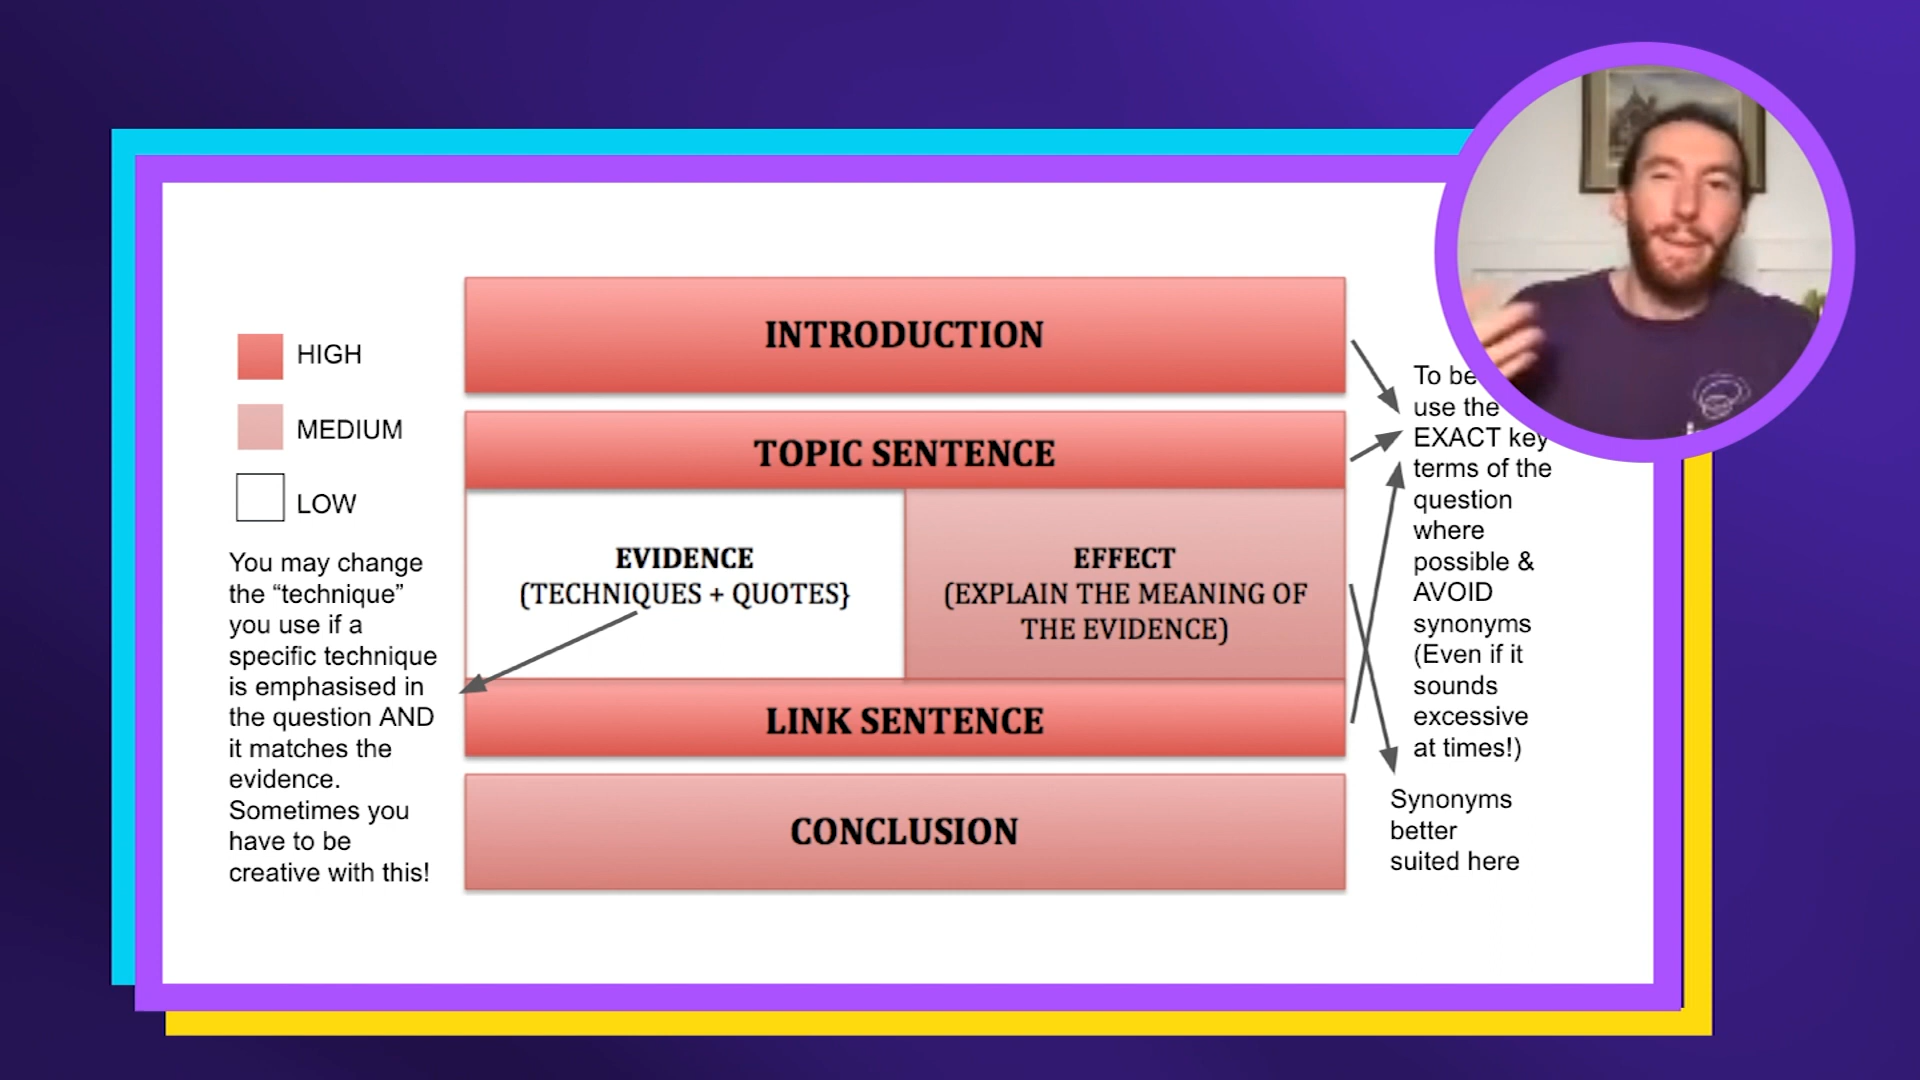 HIGH
MEDIUM
LOW
You may change
the “technique”
you use if a
specific technique
is emphasised in
the question AND
it matches the
evidence.
Sometimes you
have to be
creative with this!
INTRODUCTION
TOPIC SENTENCE
EVIDENCE
(TECHNIQUES + QUOTES}
EFFECT
(EXPLAIN THE MEANING OF
THE EVIDENCE)
LINK SENTENCE
CONCLUSION
To be
use the
EXACT key
terms of the
question
where
possible &
AVOID
synonyms
(Even if it
sounds
excessive
at times!)
Synonyms
better
suited here